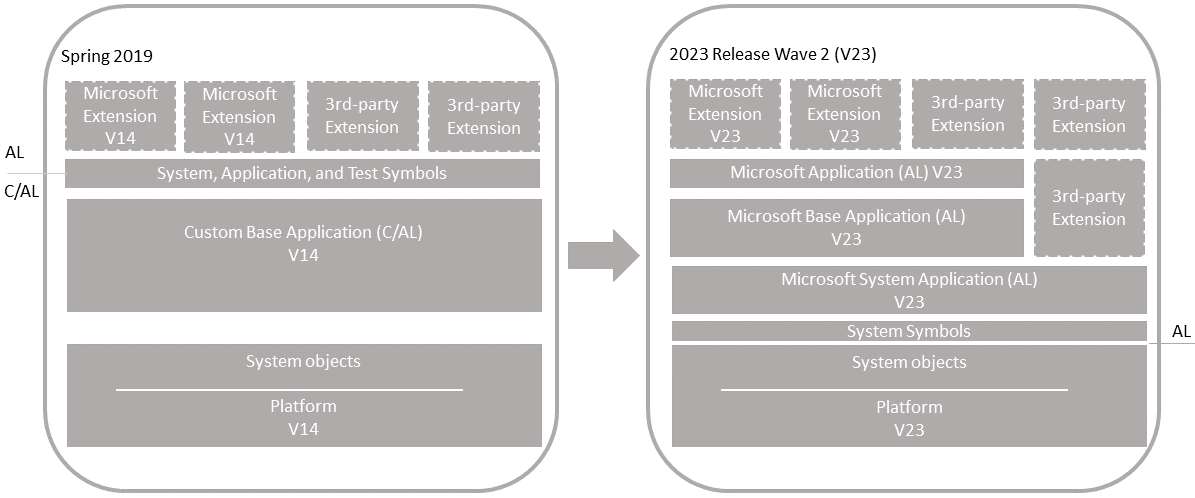 Spring 2019
Microsoft
Extension
V14
Microsoft
Extension
V14
3rd-party
Extension
3rd-party
Extension
AL
System, Application, and Test Symbols
C/AL
Custom Base Application (C/AL)
V14
System objects
Platform
V14
2023 Release Wave 2 (V23)
Microsoft
Extension
V23
Microsoft
Extension
V23
3rd-party
Extension
3rd-party
Extension
Microsoft Application (AL) V23
3rd-party
Extension
Microsoft Base Application (AL)
V23
Microsoft System Application (AL)
V23
System Symbols
AL
System objects
Platform
V23